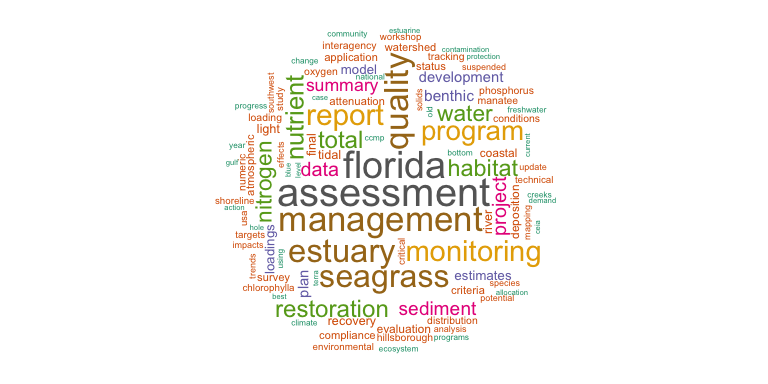 estuarine
community
workshop
interagency
watershed
contamination
change
application
quality
tracking
protection
oxygen
model
status
suspended
national
development
southwest
study
summary
nutrient
case
attenuation
solids
old
benthic
phosphorus
manatee
progress
loading
report
water
freshwater
conditions
light
final
total
ccmp
program
current
year
effects
tidal
florida
bottom
coastal
gulf
numeric
atmospheric
nitrogen
blue
level
data
habitat
update
technical
assessment
project
deposition
creeks
demand
shoreline
action
usa
management
river
mapping
ceia
hole
targets
impacts
loadings
using
estuary
critical
monitoring
trends
survey
plan
terra
seagrass
estimates
species
chlorophylla
best
criteria
allocation
potential
restoration
sediment
climate
recovery
distribution
evaluation
analysis
compliance
hillsborough
programs
environmental
ecosystem